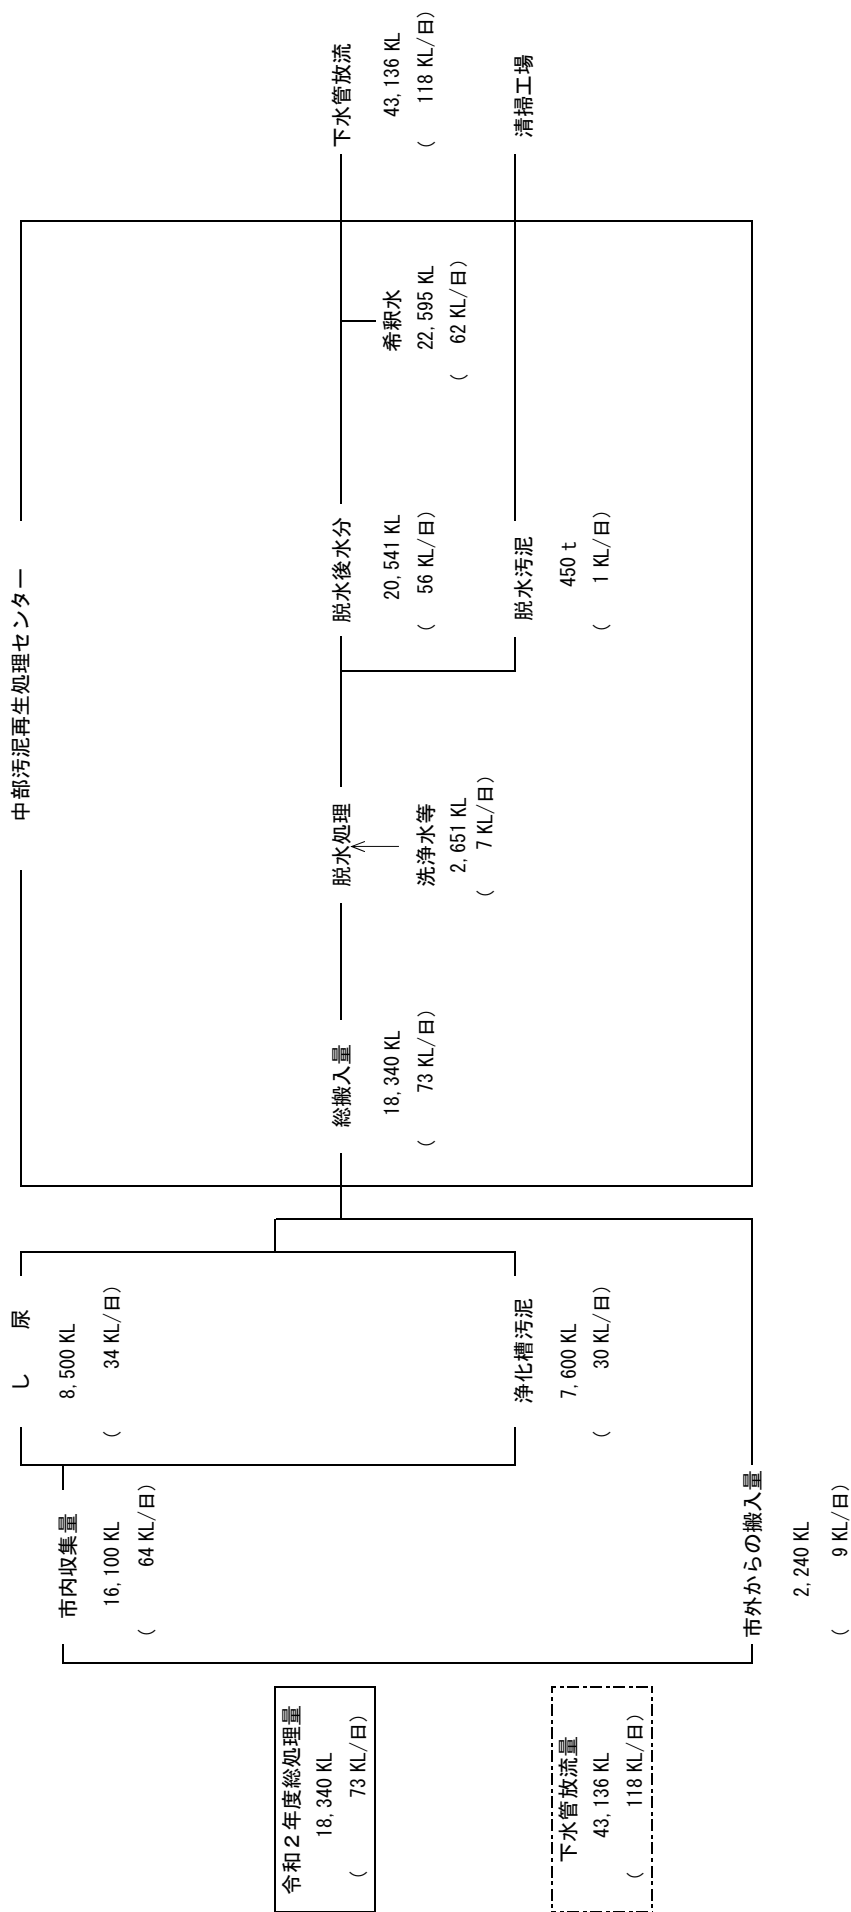 令和２年度総処理量
18,340 KL
( 73 KL/日)
下水管放流量
43,136 KL
( 118 KL/日)
市内収集量
16,100 KL
( 64 KL/日)
市外からの搬入量
2,240 KL
( 9 KL/日)
し 尿
8,500 KL
( 34 KL/日)
浄化槽汚泥
7,600 KL
( 30 KL/日)
中部汚泥再生処理センター
総搬入量
18,340 KL
( 73 KL/日)
脱水処理
洗浄水等
2,651 KL
( 7 KL/日)
脱水後水分
20,541 KL
( 56 KL/日)
脱水汚泥
450 t
( 1 KL/日)
希釈水
22,595 KL
( 62 KL/日)
下水管放流
43,136 KL
( 118 KL/日)
清掃工場